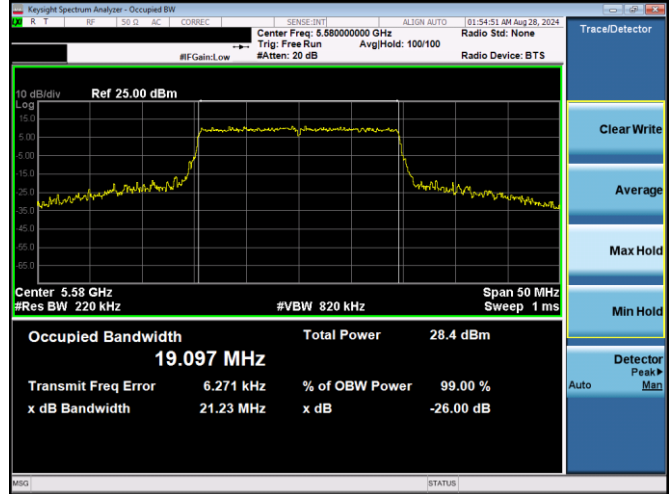 Keysight Spectrum Analyzer - Occupied BW
R T RF 50 Ω AC CORREC SENSE:INT ALIGN AUTO 01:54:51 AM Aug 28, 2024
Center Freq: 5.580000000 GHz Radio Std: None
Trig: Free Run Avg|Hold: 100/100
#IFGain:Low #Atten: 20 dB Radio Device: BTS
Trace/Detector
10 dB/div Ref 25.00 dBm
Log
15.0
5.00
-5.00
-15.0
-25.0
-35.0
-45.0
-55.0
-65.0
Center 5.58 GHz Span 50 MHz
#Res BW 220 kHz #VBW 820 kHz Sweep 1 ms
Occupied Bandwidth Total Power 28.4 dBm
19.097 MHz
Transmit Freq Error 6.271 kHz % of OBW Power 99.00 %
x dB Bandwidth 21.23 MHz x dB -26.00 dB
Clear Write
Average
Max Hold
Min Hold
Detector
Peak▶
Auto Man
MSG STATUS